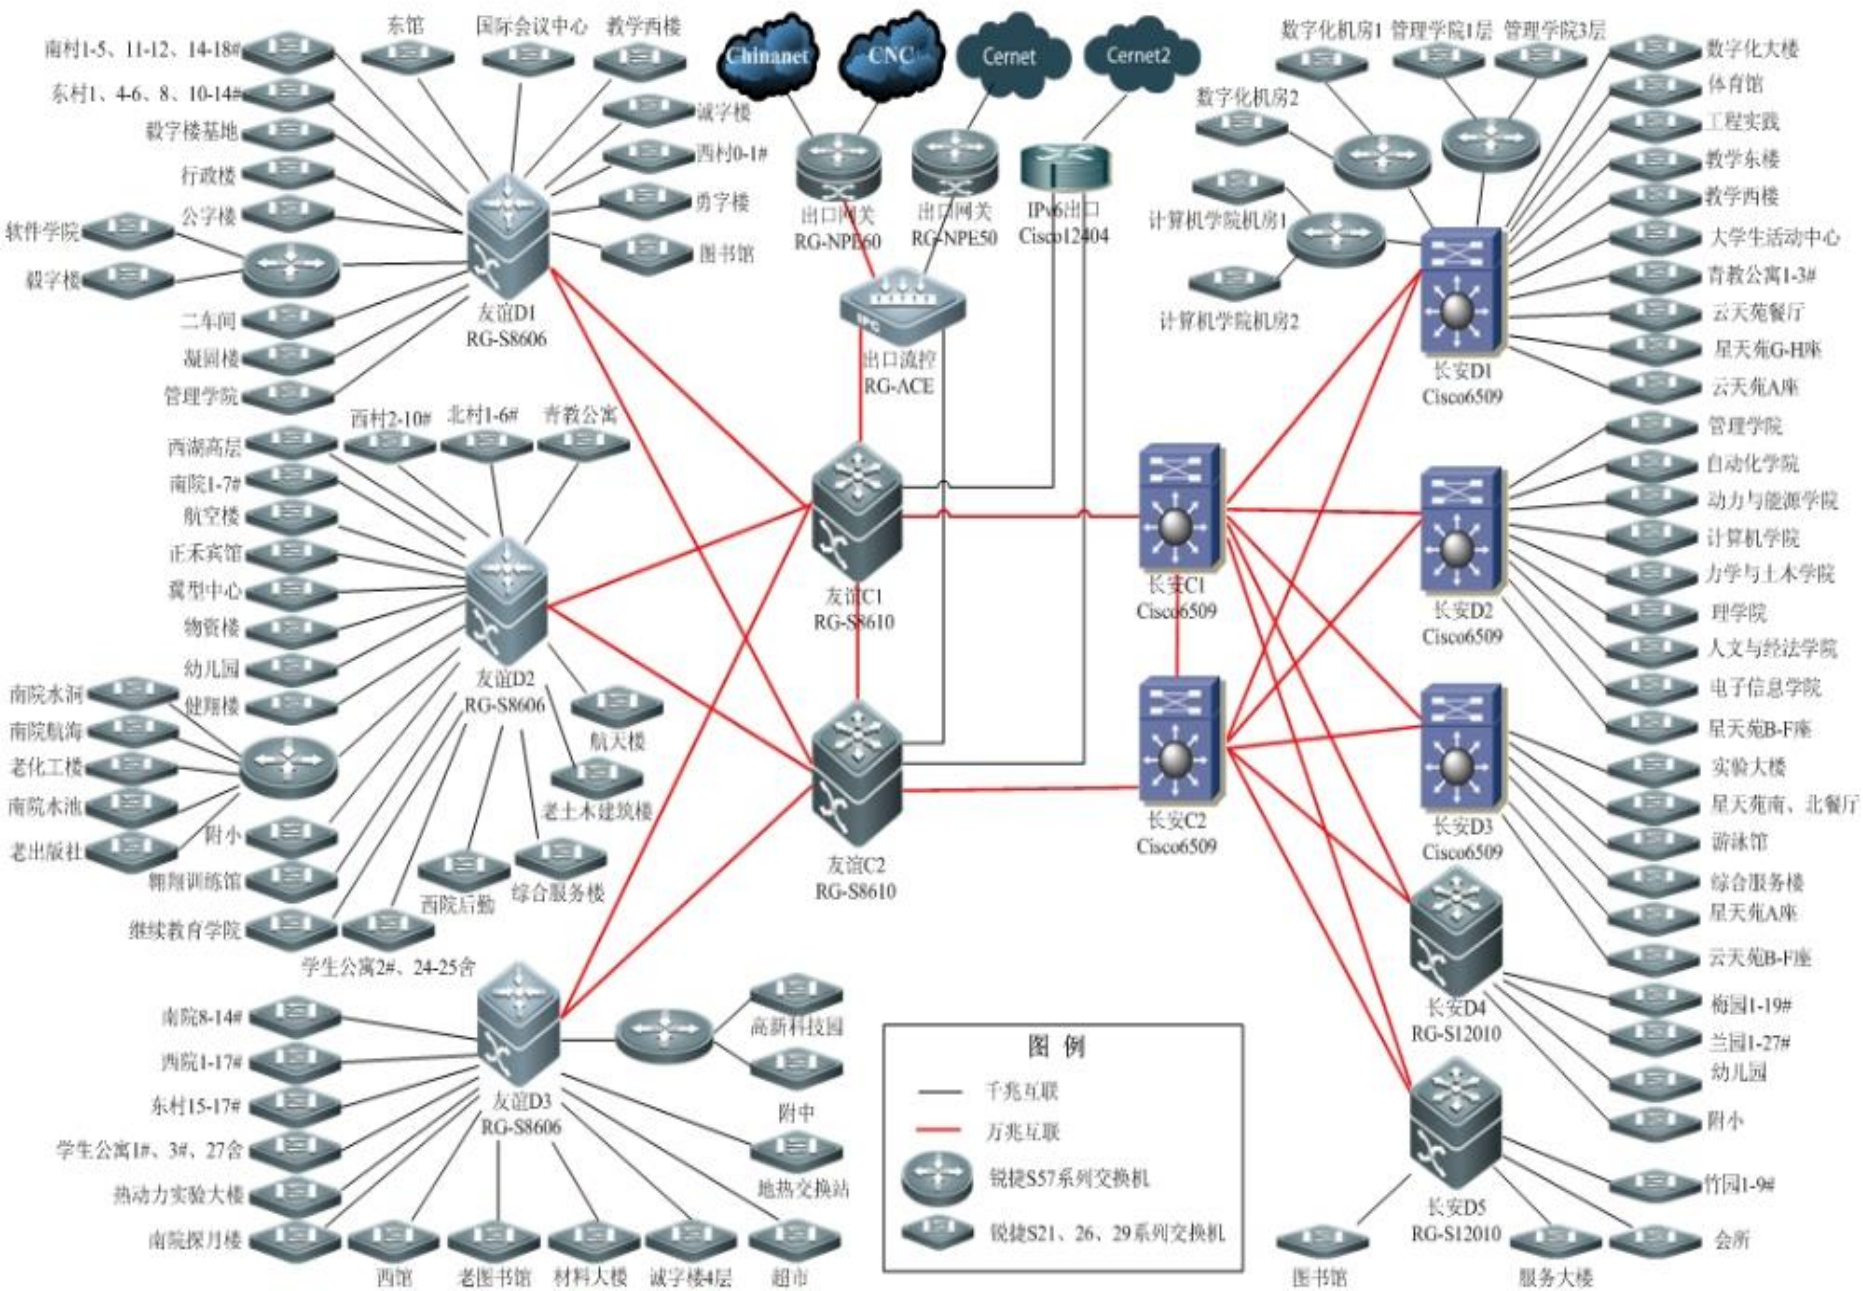 东馆
国际会议中心
教学西楼
南村1-5、11-12、14-18#
东村1、4-6、8、10-14#
毅字楼基地
行政楼
公字楼
软件学院
毅字楼
二车间
凝固楼
管理学院
诚字楼
西村0-1#
勇字楼
图书馆
友谊D1
RG-S8606
Chinanet
CNC
Cernet
Cernet2
出口网关
RG-NPE60
出口网关
RG-NPE50
IPv6出口
Cisco12404
IPC
出口流控
RG-ACE
数字化机房1
管理学院1层
管理学院3层
数字化机房2
计算机学院机房1
计算机学院机房2
数字化大楼
体育馆
工程实践
教学东楼
教学西楼
大学生活动中心
青教公寓1-3#
云天苑餐厅
星天苑G-H座
云天苑A座
长安D1
Cisco6509
西村2-10#
北村1-6#
青教公寓
西湖高层
南院1-7#
航空楼
正禾宾馆
翼型中心
物资楼
幼儿园
健翔楼
南院水洞
南院航海
老化工楼
南院水池
老出版社
附小
翱翔训练馆
继续教育学院
学生公寓2#、24-25舍
西院后勤
综合服务楼
老土木建筑楼
航天楼
友谊D2
RG-S8606
友谊C1
RG-S8610
友谊C2
RG-S8610
长安C1
Cisco6509
长安C2
Cisco6509
管理学院
自动化学院
动力与能源学院
计算机学院
力学与土木学院
理学院
人文与经法学院
电子信息学院
星天苑B-F座
长安D2
Cisco6509
实验大楼
星天苑南、北餐厅
游泳馆
综合服务楼
星天苑A座
云天苑B-F座
长安D3
Cisco6509
梅园1-19#
兰园1-27#
幼儿园
附小
长安D4
RG-S12010
竹园1-9#
会所
服务大楼
图书馆
长安D5
RG-S12010
南院8-14#
西院1-17#
东村15-17#
学生公寓1#、3#、27舍
热动力实验大楼
南院探月楼
西馆
老图书馆
材料大楼
诚字楼4层
超市
地热交换站
附中
高新科技园
友谊D3
RG-S8606
图 例
千兆互联
万兆互联
锐捷S57系列交换机
锐捷S21、26、29系列交换机